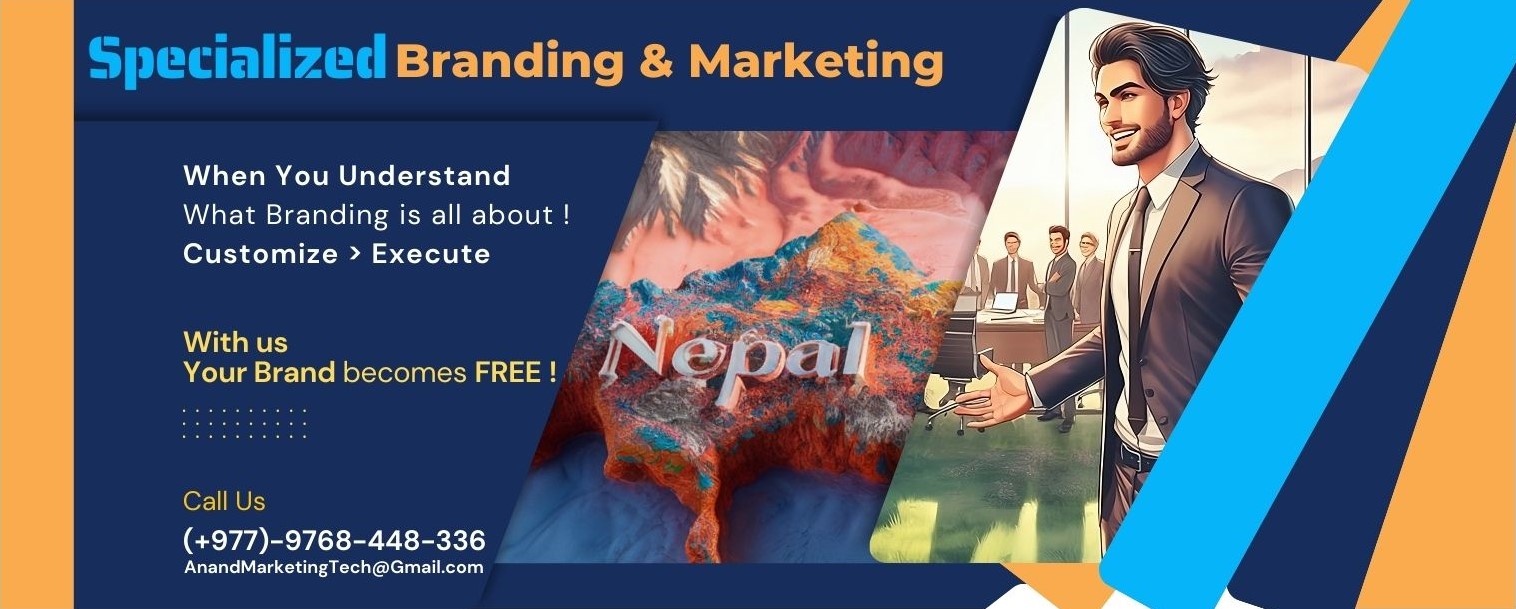 Specialized Branding & Marketing
When You Understand
What Branding is all about !
Customize > Execute
With us
Your Brand becomes FREE !
Nepal
Call Us
(+977)-9768-448-336
AnandMarketingTech@Gmail.com